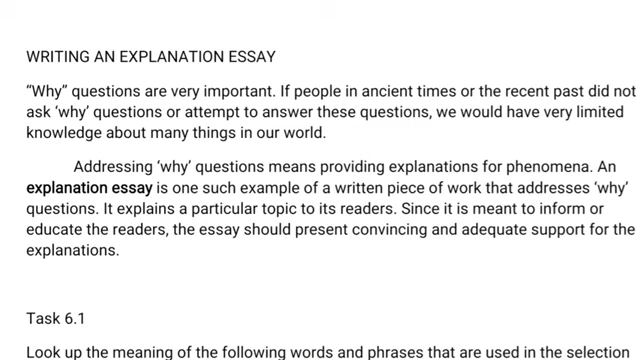 WRITING AN EXPLANATION ESSAY
“Why” questions are very important. If people in ancient times or the recent past did not
ask ‘why’ questions or attempt to answer these questions, we would have very limited
knowledge about many things in our world.
Addressing ‘why’ questions means providing explanations for phenomena. An
explanation essay is one such example of a written piece of work that addresses ‘why’
questions. It explains a particular topic to its readers. Since it is meant to inform or
educate the readers, the essay should present convincing and adequate support for the
explanations.
Task 6.1
Look up the meaning of the following words and phrases that are used in the selection